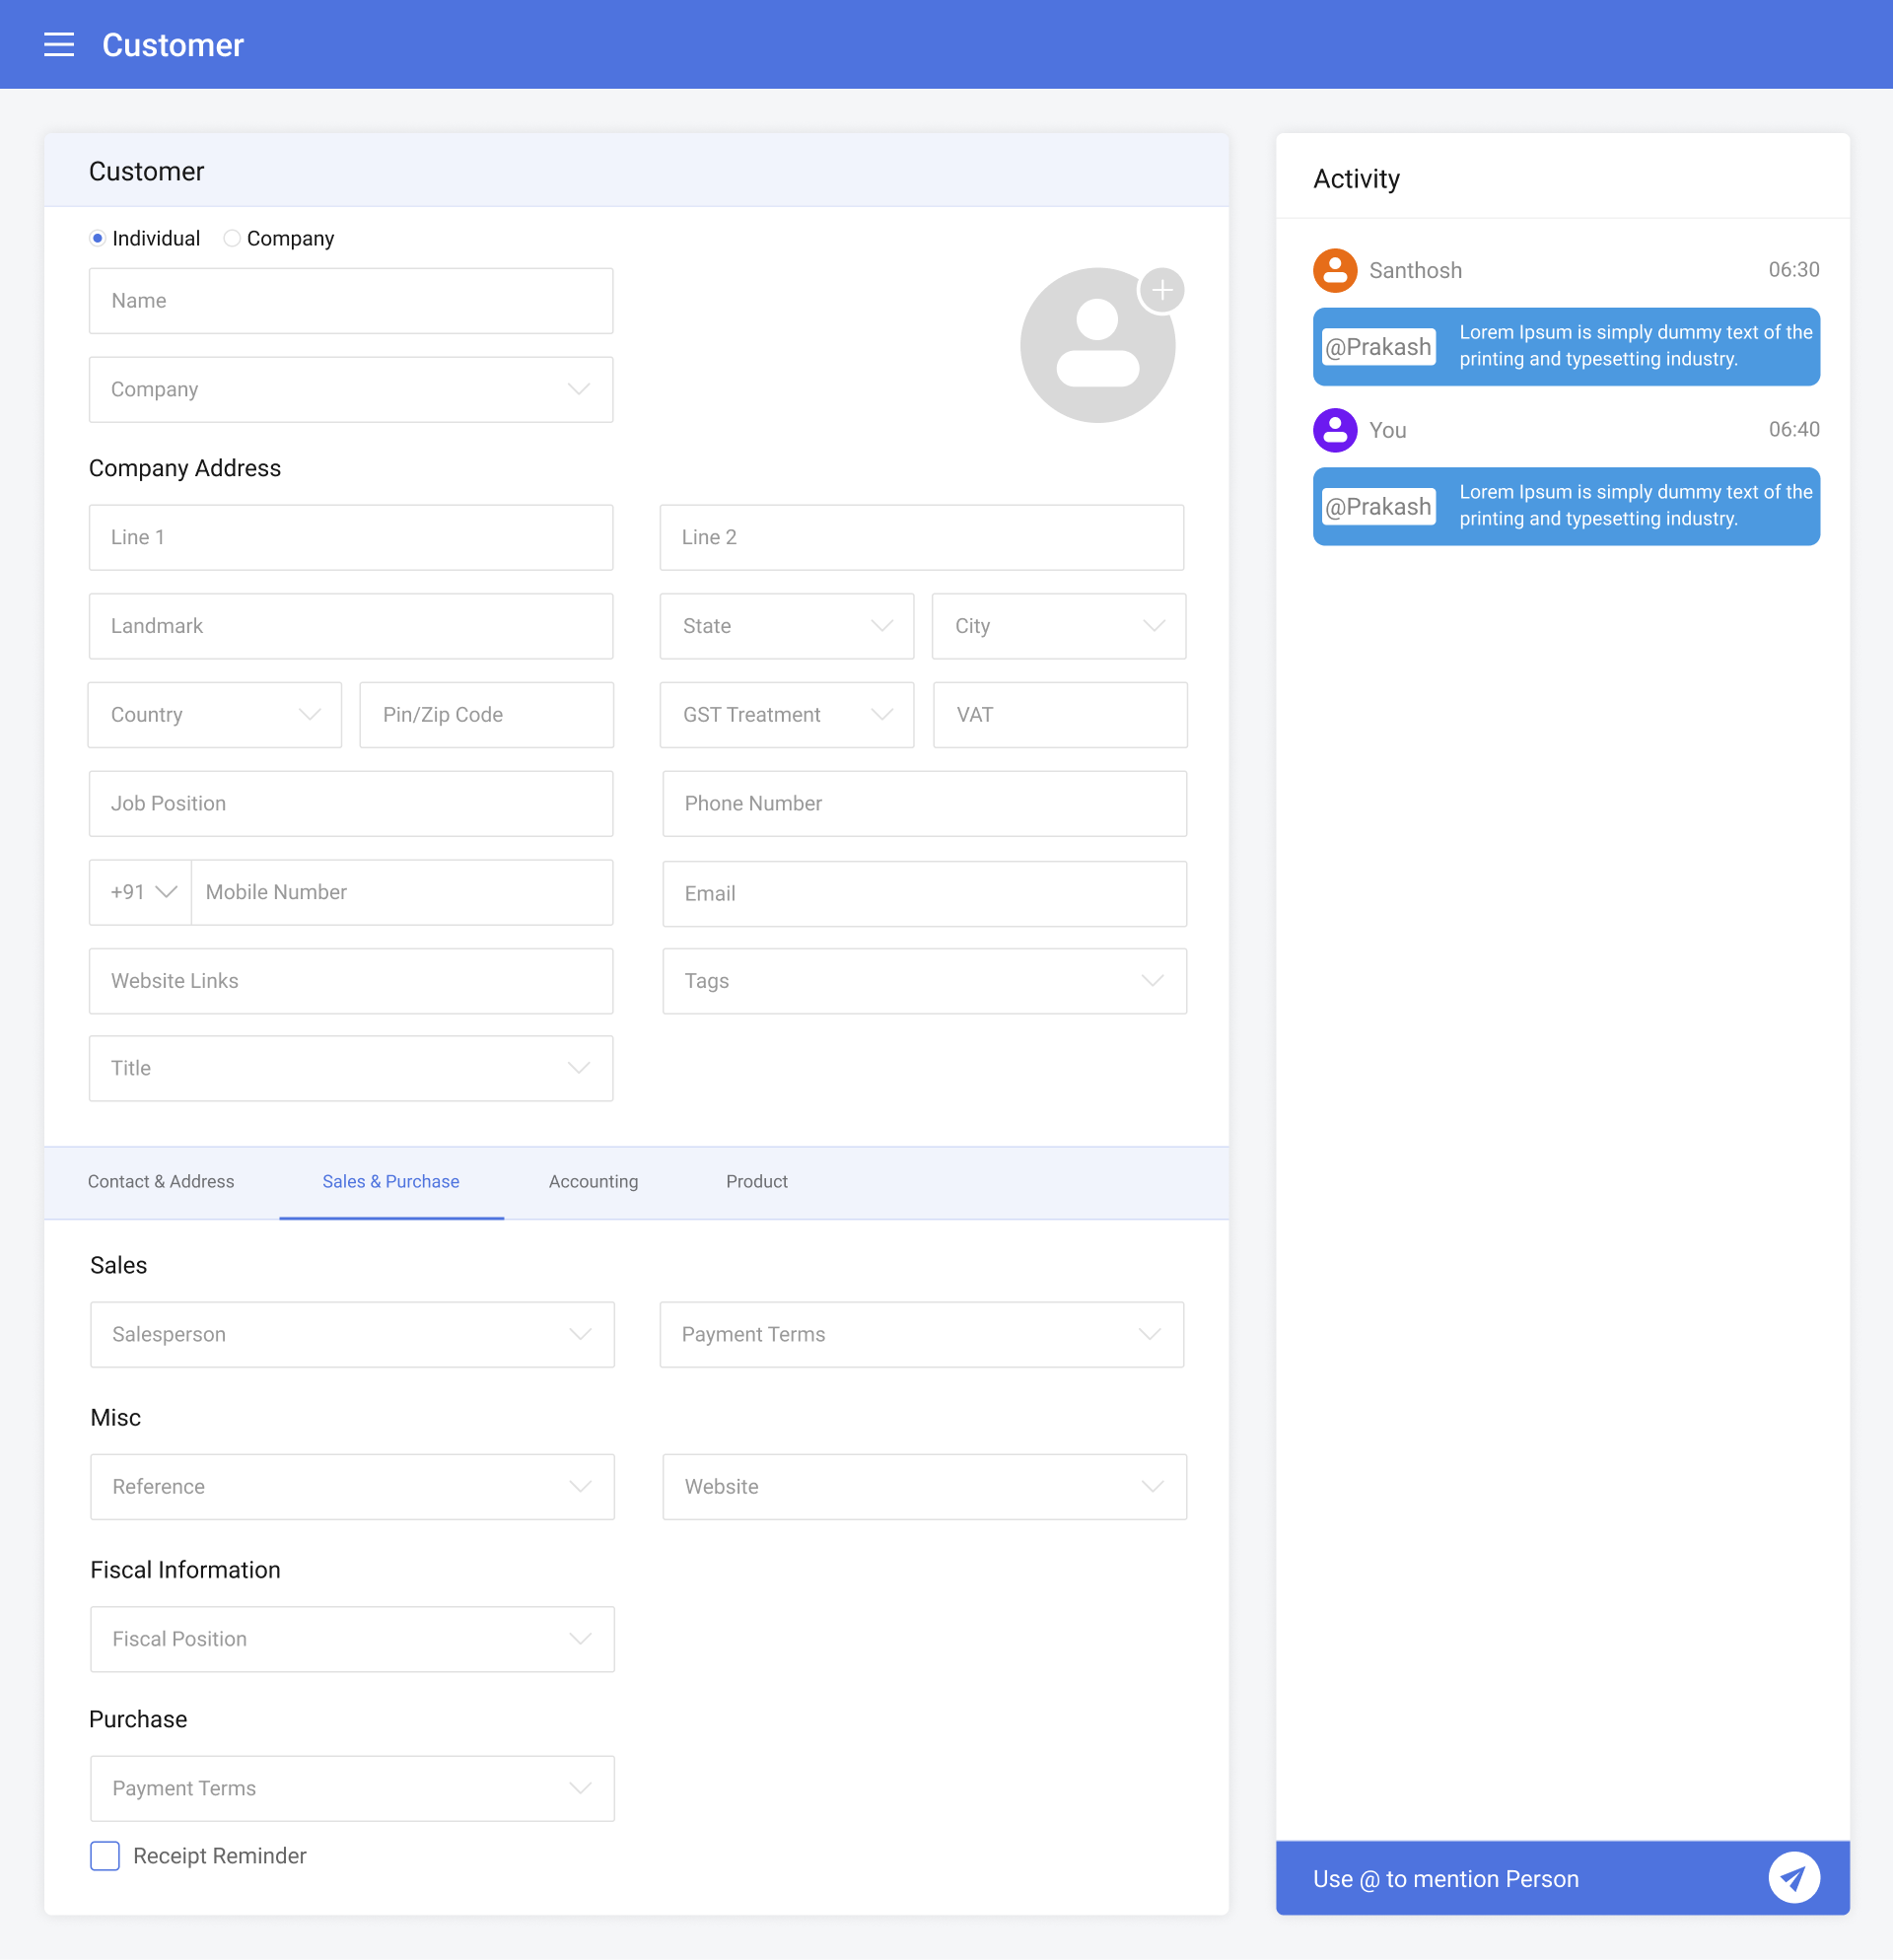 Customer
Customer
Individual Company
Name
Company
Company Address
Line 1
Line 2
Landmark
State
City
Country
Pin/Zip Code
GST Treatment
VAT
Job Position
Phone Number
+91
Mobile Number
Email
Website Links
Tags
Title
Contact & Address
Sales & Purchase
Accounting
Product
Sales
Salesperson
Payment Terms
Misc
Reference
Website
Fiscal Information
Fiscal Position
Purchase
Payment Terms
Receipt Reminder
Activity
Santhosh
06:30
@Prakash
Lorem Ipsum is simply dummy text of the
printing and typesetting industry.
You
06:40
@Prakash
Lorem Ipsum is simply dummy text of the
printing and typesetting industry.
Use @ to mention Person